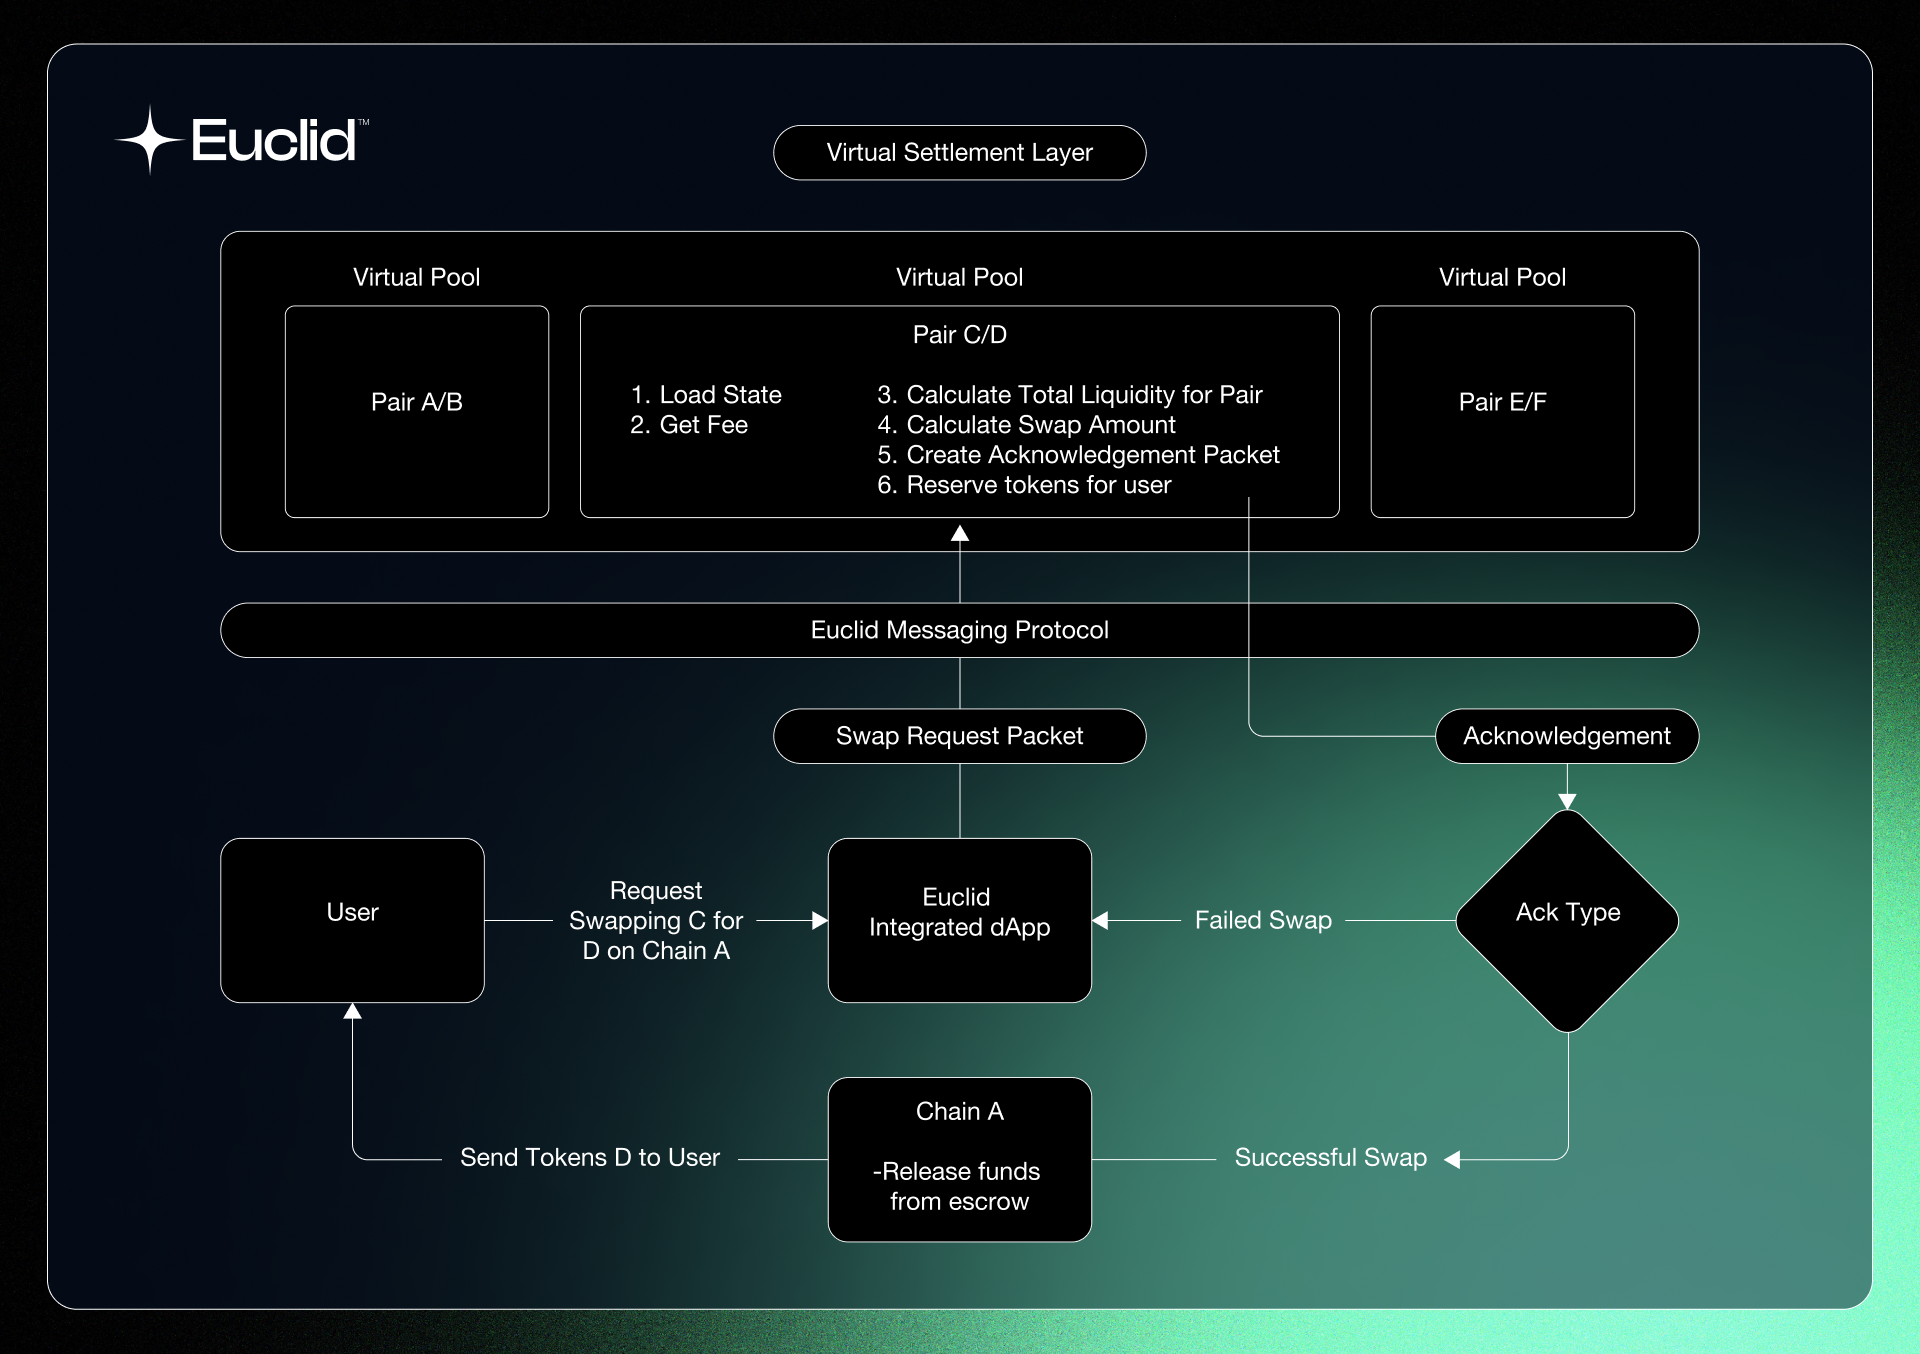 Euclid™
Virtual Settlement Layer
Virtual Pool
Virtual Pool
Virtual Pool
Pair A/B
Pair C/D
1. Load State
2. Get Fee
3. Calculate Total Liquidity for Pair
4. Calculate Swap Amount
5. Create Acknowledgement Packet
6. Reserve tokens for user
Pair E/F
Euclid Messaging Protocol
Swap Request Packet
Acknowledgement
User
Request
Swapping C for
D on Chain A
Euclid
Integrated dApp
Failed Swap
Ack Type
Send Tokens D to User
Chain A
-Release funds
from escrow
Successful Swap